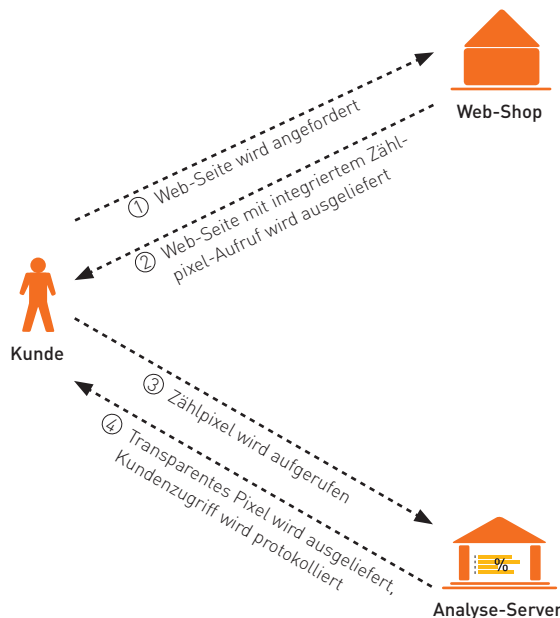 Web-Shop
① Web-Seite wird angefordert
② Web-Seite mit integriertem Zähl-
pixel-Aufruf wird ausgeliefert
Kunde
③ Zählpixel wird aufgerufen
④ Transparentes Pixel wird ausgeliefert,
Kundenzugriff wird protokolliert
%
Analyse-Server